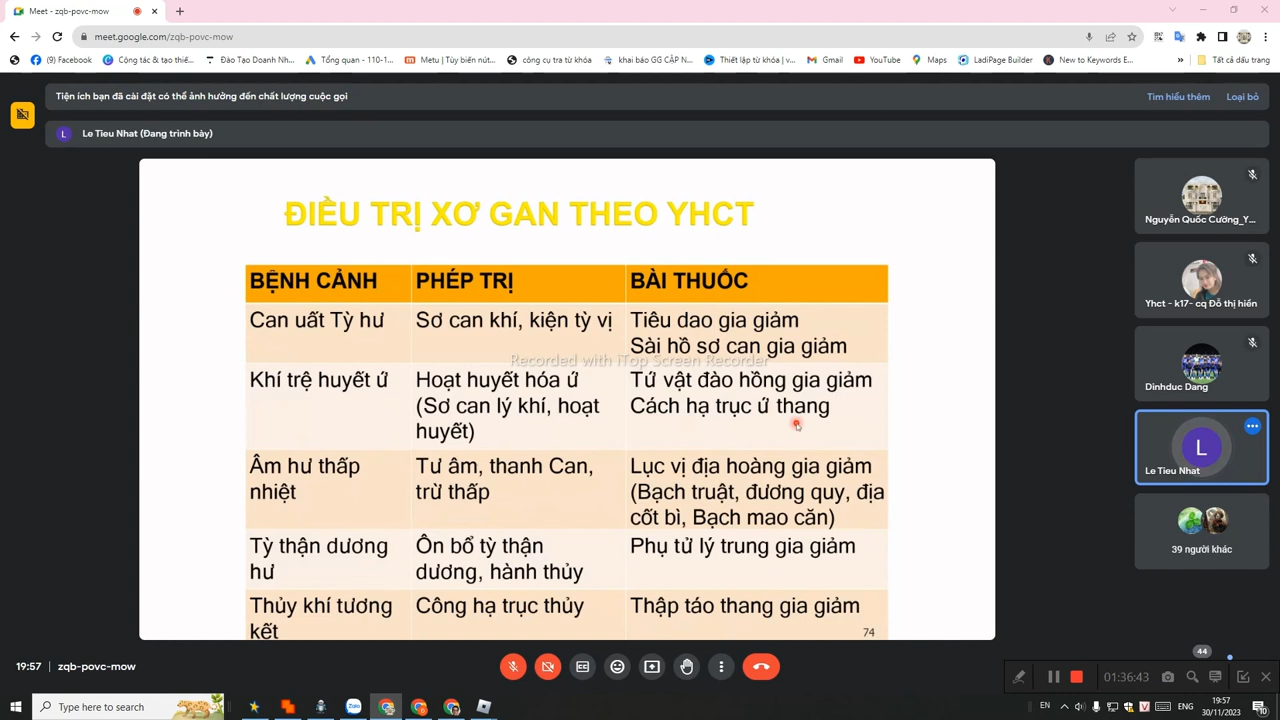 Meet - zqb-povc-mow
meet.google.com/zqb-povc-mow
(9) Facebook
Công tác & tạo thiế...
Đào Tạo Doanh Nh...
Tổng quan - 110-1...
Metu | Tùy biến nút...
công cụ tra từ khóa
khai báo GG CẤP N...
Thiết lập từ khóa | v...
Gmail
YouTube
Maps
LadiPage Builder
New to Keywords E...
»
Tất cả dấu trang
Tiện ích bạn đã cài đặt có thể ảnh hưởng đến chất lượng cuộc gọi
Tìm hiểu thêm
Loại bỏ
L
Le Tieu Nhat (Đang trình bày)
ĐIỀU TRỊ XƠ GAN THEO YHCT
BỆNH CẢNH
PHÉP TRỊ
BÀI THUỐC
Can uất Tỳ hư
Sơ can khí, kiện tỳ vị
Tiêu dao gia giảm
Sài hồ sơ can gia giảm
Recorded with iTop Screen Recorder
Khí trệ huyết ứ
Hoạt huyết hóa ứ
(Sơ can lý khí, hoạt
huyết)
Tứ vật đào hồng gia giảm
Cách hạ trục ứ thang
Âm hư thấp
nhiệt
Tư âm, thanh Can,
trừ thấp
Lục vị địa hoàng gia giảm
(Bạch truật, đương quy, địa
cốt bì, Bạch mao căn)
Tỳ thận dương
hư
Ôn bổ tỳ thận
dương, hành thủy
Phụ tử lý trung gia giảm
Thủy khí tương
kết
Công hạ trục thủy
Thập táo thang gia giảm
74
Nguyễn Quốc Cường_Y...
Yhct - k17- cq Đỗ thị hiền
Dinhduc Dang
L
Le Tieu Nhat
39 người khác
19:57
zqb-povc-mow
44
01:36:43
Type here to search
Zalo
EN
V
ENG
19:57
30/11/2023
10